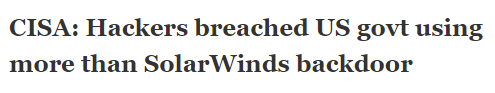 CISA: Hackers breached US govt using
more than SolarWinds backdoor